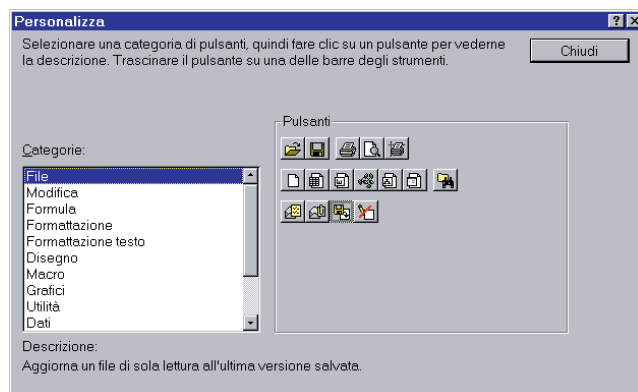 Personalizza
Selezionare una categoria di pulsanti, quindi fare clic su un pulsante per vederne
la descrizione. Trascinare il pulsante su una delle barre degli strumenti.
Chiudi
Pulsanti
Categorie:
File
Modifica
Formula
Formattazione
Formattazione testo
Disegno
Macro
Grafici
Utilità
Dati
Descrizione:
Aggiorna un file di sola lettura all'ultima versione salvata.